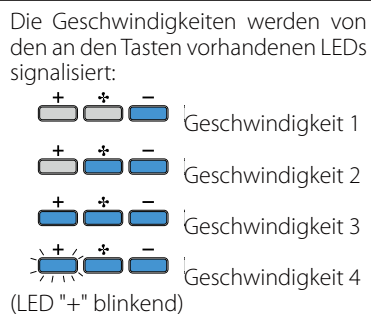 Die Geschwindigkeiten werden von
den an den Tasten vorhandenen LEDs
signalisiert:
+ ✣ −
Geschwindigkeit 1
+ ✣ −
Geschwindigkeit 2
+ ✣ −
Geschwindigkeit 3
+ ✣ −
Geschwindigkeit 4
(LED "+" blinkend)